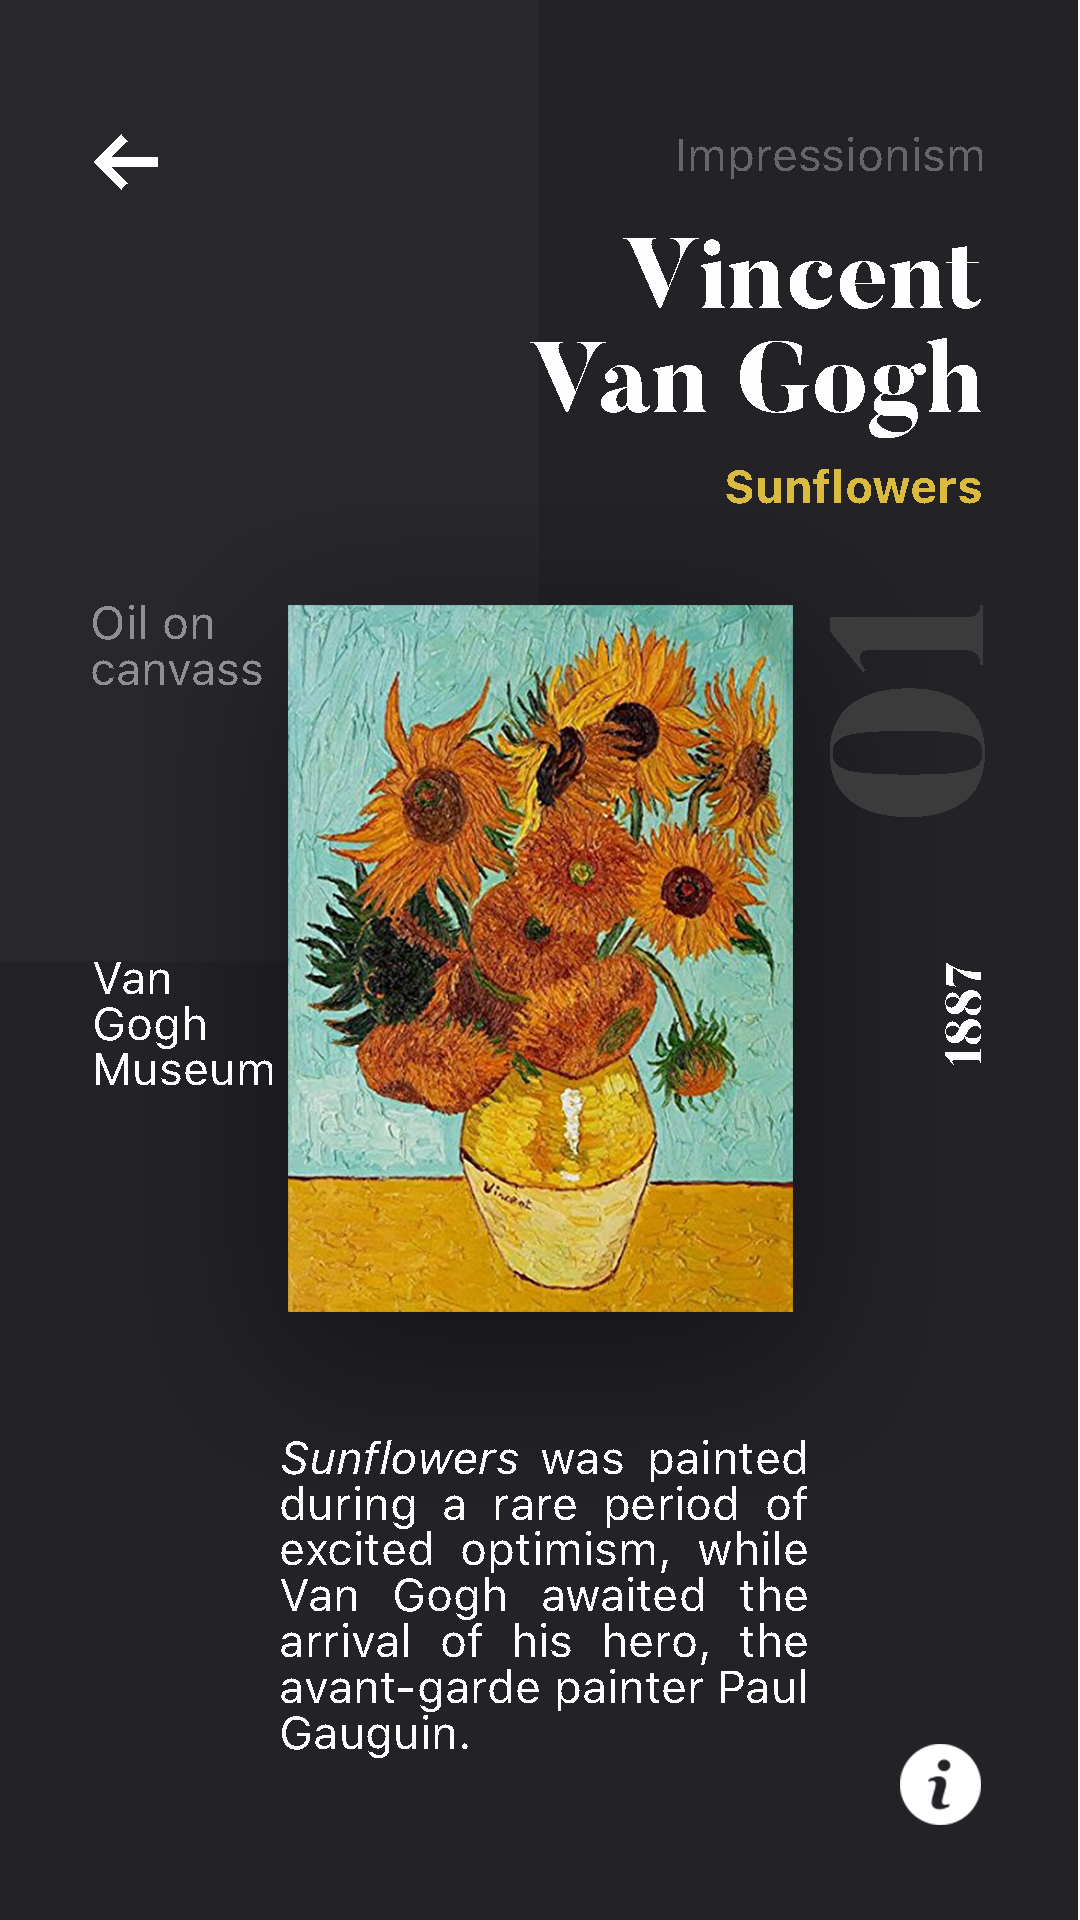 Impressionism
Vincent
Van Gogh
Sunflowers
Oil on
canvass
01
Van
Gogh
Museum
1887
Vincent
Sunflowers was painted
during a rare period of
excited optimism, while
Van Gogh awaited the
arrival of his hero, the
avant-garde painter Paul
Gauguin.
i